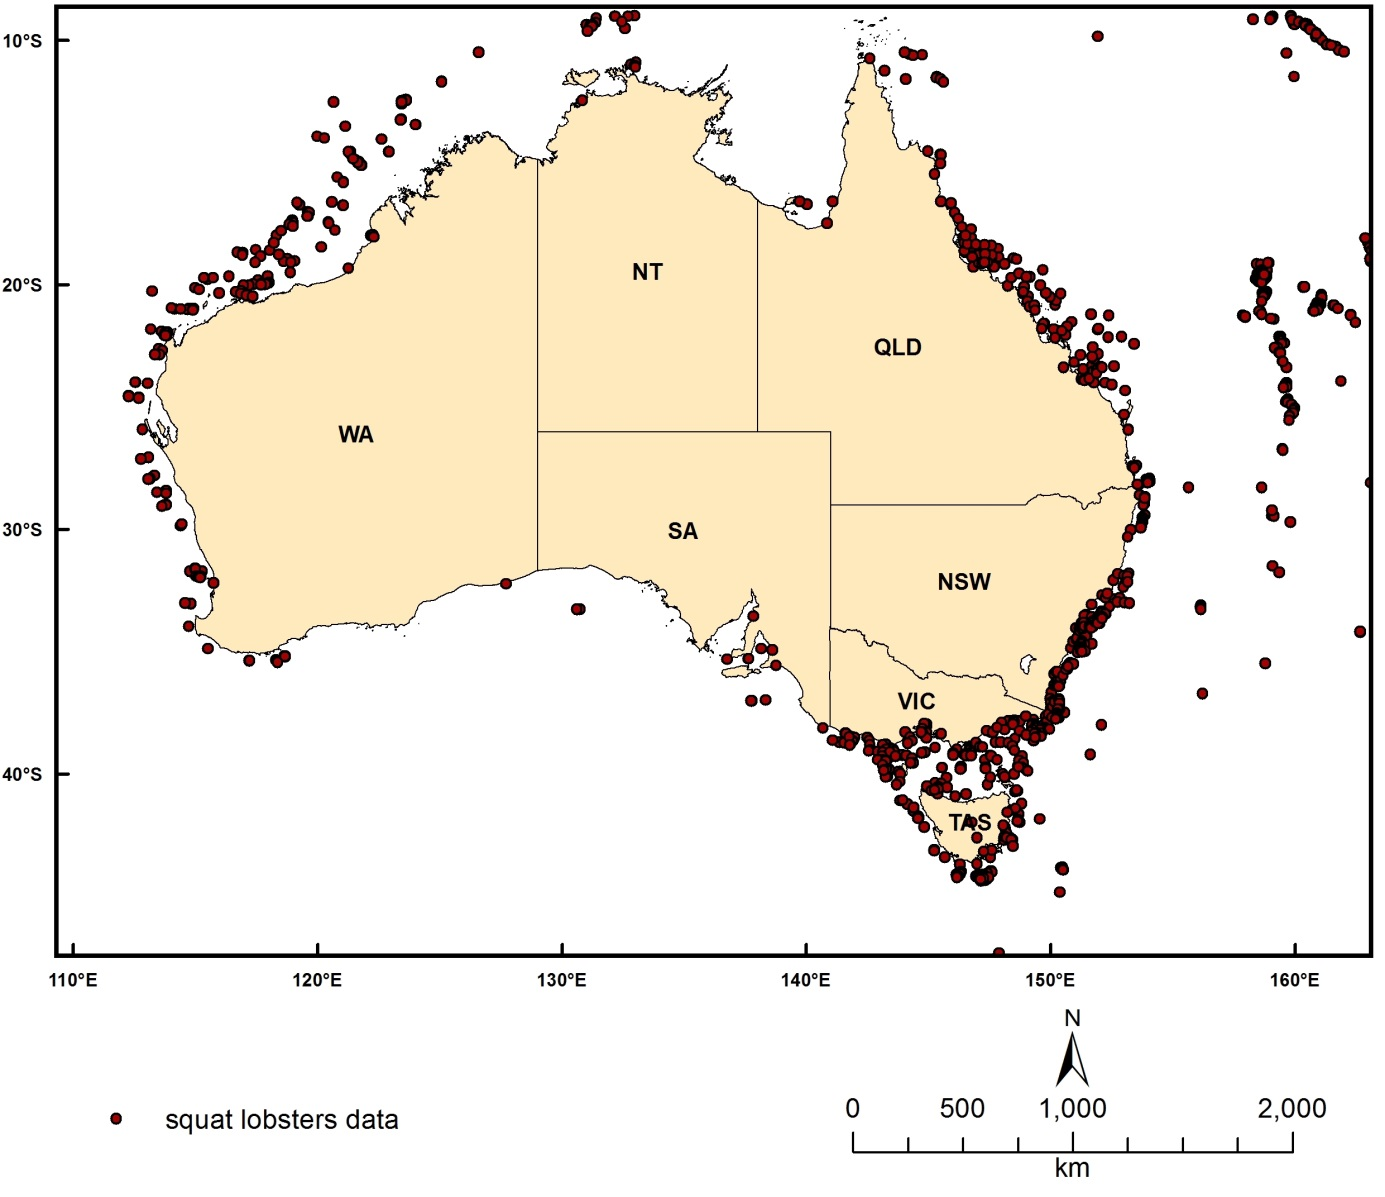 10°S
NT
20°S
QLD
WA
SA
30°S
NSW
VIC
40°S
TAS
110°E 120°E 130°E 140°E 150°E 160°E
N
0 500 1,000 2,000
squat lobsters data
km